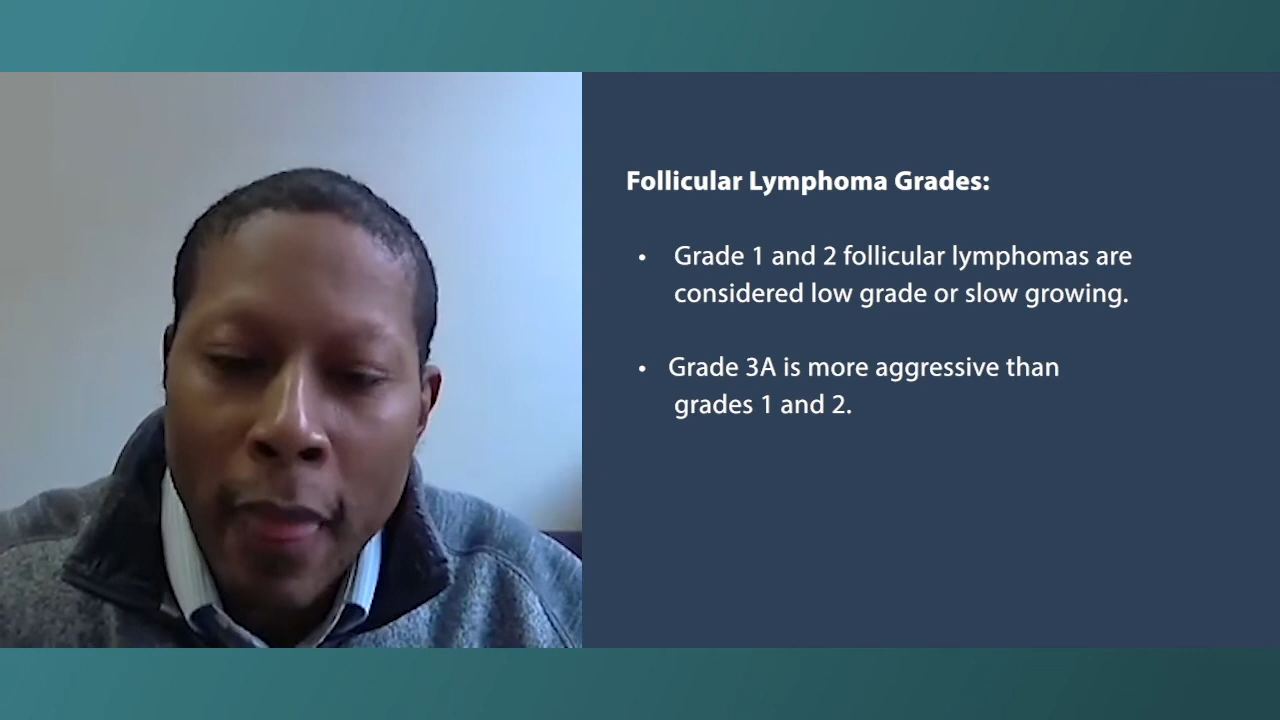 Follicular Lymphoma Grades:
• Grade 1 and 2 follicular lymphomas are
considered low grade or slow growing.
• Grade 3A is more aggressive than
grades 1 and 2.